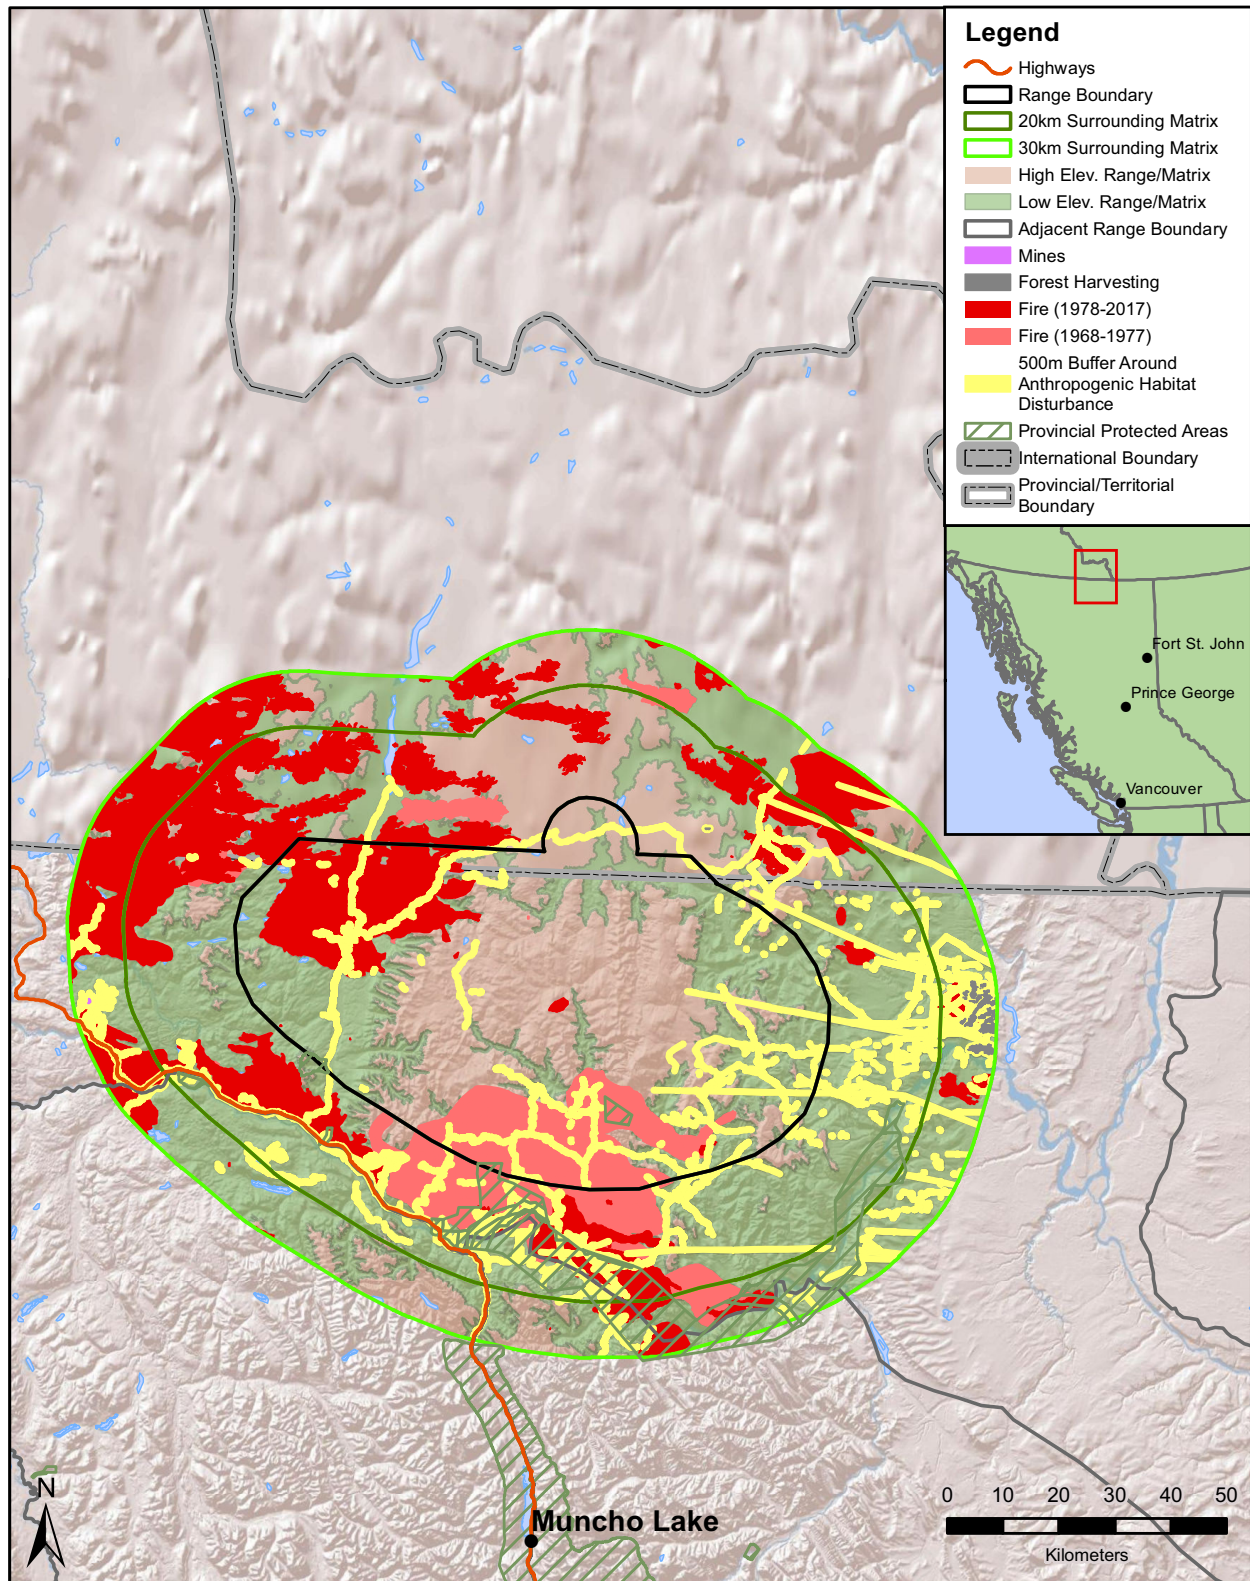 Legend
Highways
Range Boundary
20km Surrounding Matrix
30km Surrounding Matrix
High Elev. Range/Matrix
Low Elev. Range/Matrix
Adjacent Range Boundary
Mines
Forest Harvesting
Fire (1978-2017)
Fire (1968-1977)
500m Buffer Around
Anthropogenic Habitat
Disturbance
Provincial Protected Areas
International Boundary
Provincial/Territorial
Boundary
Fort St. John
Prince George
Vancouver
N
Muncho Lake
0 10 20 30 40 50
Kilometers